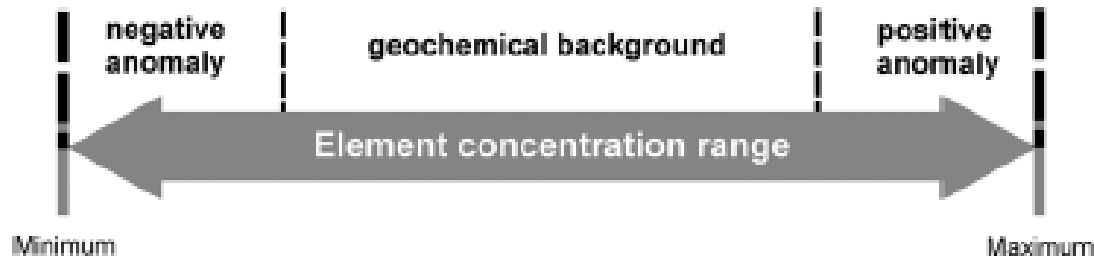 negative
anomaly
geochemical background
positive
anomaly
Element concentration range
Minimum
Maximum